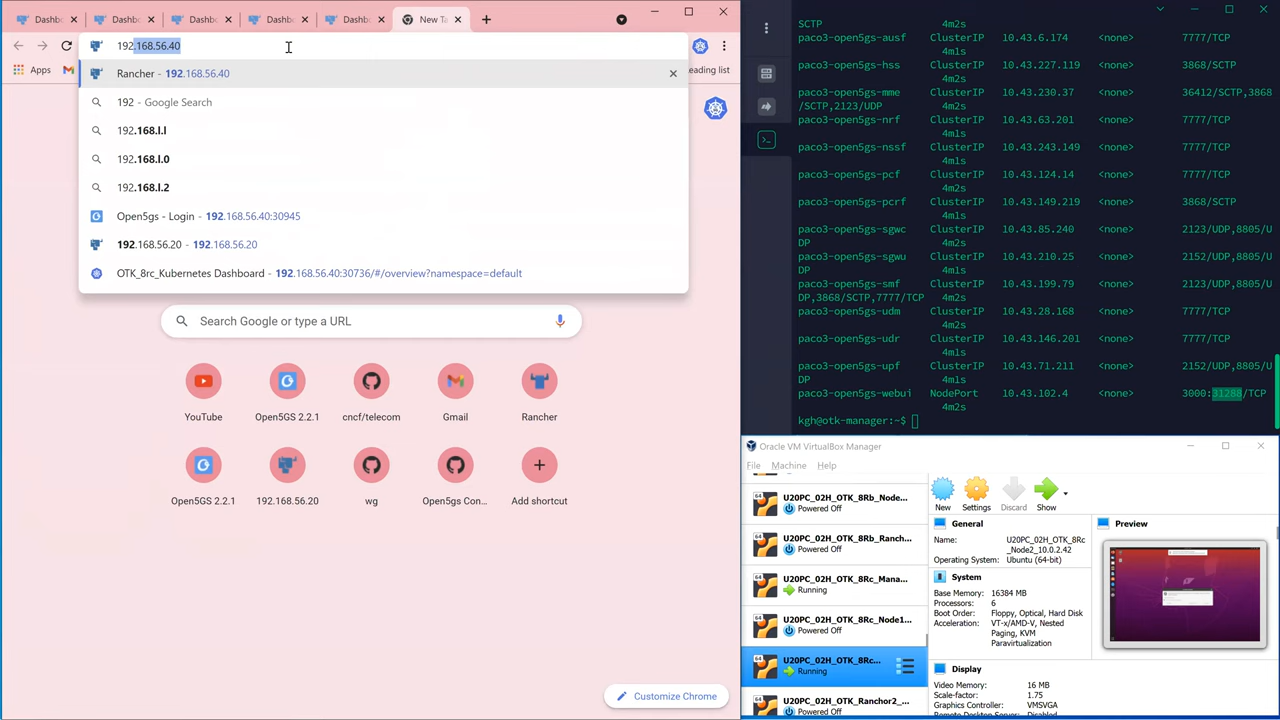 Dashbo
Dashbo
Dashbo
Dashbo
Dashbo
New Ta
192.168.56.40
Apps
eading list
Rancher - 192.168.56.40
192 - Google Search
192.168.l.l
192.168.l.0
192.168.l.2
Open5gs - Login - 192.168.56.40:30945
192.168.56.20 - 192.168.56.20
OTK_8rc_Kubernetes Dashboard - 192.168.56.40:30736/#/overview?namespace=default
Search Google or type a URL
YouTube
Open5GS 2.2.1
cncf/telecom
Gmail
Rancher
Open5GS 2.2.1
192.168.56.20
wg
Open5gs Con...
Add shortcut
Customize Chrome
SCTP 4m2s
paco3-open5gs-ausf ClusterIP 10.43.6.174 <none> 7777/TCP
4m1s
paco3-open5gs-hss ClusterIP 10.43.227.119 <none> 3868/SCTP
4m2s
paco3-open5gs-mme ClusterIP 10.43.230.37 <none> 36412/SCTP,3868
/SCTP,2123/UDP 4m2s
paco3-open5gs-nrf ClusterIP 10.43.63.201 <none> 7777/TCP
4m1s
paco3-open5gs-nssf ClusterIP 10.43.243.149 <none> 7777/TCP
4m1s
paco3-open5gs-pcf ClusterIP 10.43.124.14 <none> 7777/TCP
4m2s
paco3-open5gs-pcrf ClusterIP 10.43.149.219 <none> 3868/SCTP
4m1s
paco3-open5gs-sgwc ClusterIP 10.43.85.240 <none> 2123/UDP,8805/U
DP 4m2s
paco3-open5gs-sgwu ClusterIP 10.43.210.25 <none> 2152/UDP,8805/U
DP 4m1s
paco3-open5gs-smf ClusterIP 10.43.199.79 <none> 2123/UDP,8805/U
DP,3868/SCTP,7777/TCP 4m2s
paco3-open5gs-udm ClusterIP 10.43.28.168 <none> 7777/TCP
4m2s
paco3-open5gs-udr ClusterIP 10.43.146.201 <none> 7777/TCP
4m1s
paco3-open5gs-upf ClusterIP 10.43.71.211 <none> 2152/UDP,8805/U
DP 4m1s
paco3-open5gs-webui NodePort 10.43.102.4 <none> 3000:31288/TCP
4m2s
kgh@otk-manager:~$
Oracle VM VirtualBox Manager
File Machine Help
U20PC_02H_OTK_8Rb_Node...
Powered Off
U20PC_02H_OTK_8Rb_Ranch...
Powered Off
U20PC_02H_OTK_8Rc_Mana...
Running
U20PC_02H_OTK_8Rc_Node1...
Powered Off
U20PC_02H_OTK_8Rc...
Running
U20PC_02H_OTK_Ranchor2_...
Powered Off
New
Settings
Discard
Show
General
Name: U20PC_02H_OTK_8Rc
_Node2_10.0.2.42
Operating System: Ubuntu (64-bit)
System
Base Memory: 16384 MB
Processors: 6
Boot Order: Floppy, Optical, Hard Disk
Acceleration: VT-x/AMD-V, Nested
Paging, KVM
Paravirtualization
Display
Video Memory: 16 MB
Scale-factor: 1.75
Graphics Controller: VMSVGA
Remote Desktop Server: Disabled
Preview